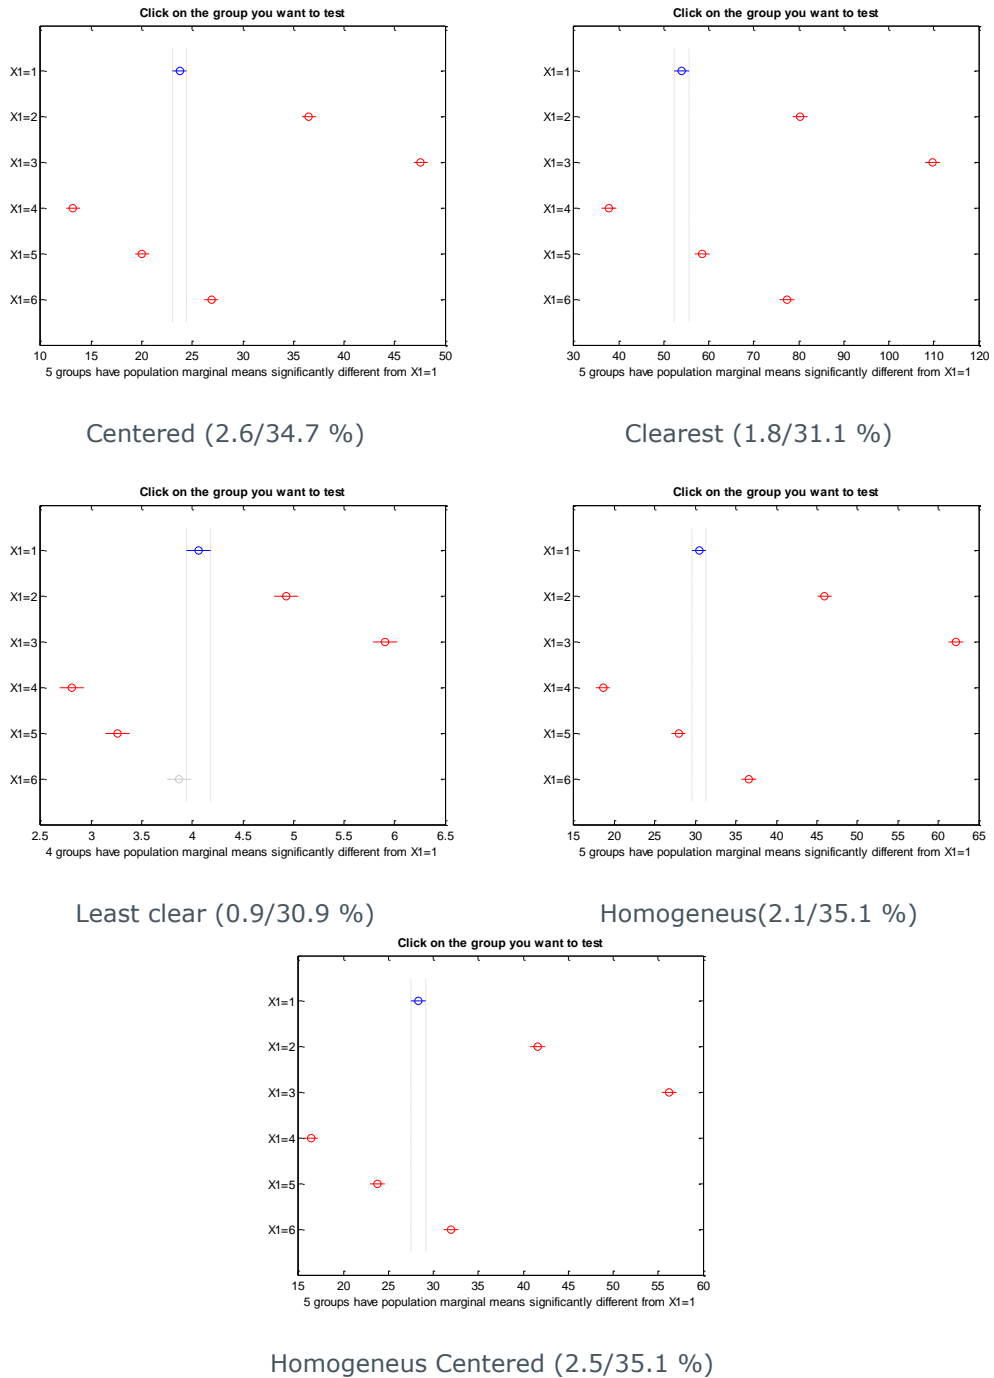 Click on the group you want to test
X1=1
X1=2
X1=3
X1=4
X1=5
X1=6
10 15 20 25 30 35 40 45 50
5 groups have population marginal means significantly different from X1=1
Centered (2.6/34.7 %)
Click on the group you want to test
X1=1
X1=2
X1=3
X1=4
X1=5
X1=6
30 40 50 60 70 80 90 100 110 120
5 groups have population marginal means significantly different from X1=1
Clearest (1.8/31.1 %)
Click on the group you want to test
X1=1
X1=2
X1=3
X1=4
X1=5
X1=6
2.5 3 3.5 4 4.5 5 5.5 6 6.5
4 groups have population marginal means significantly different from X1=1
Least clear (0.9/30.9 %)
Click on the group you want to test
X1=1
X1=2
X1=3
X1=4
X1=5
X1=6
15 20 25 30 35 40 45 50 55 60 65
5 groups have population marginal means significantly different from X1=1
Homogeneus(2.1/35.1 %)
Click on the group you want to test
X1=1
X1=2
X1=3
X1=4
X1=5
X1=6
15 20 25 30 35 40 45 50 55 60
5 groups have population marginal means significantly different from X1=1
Homogeneus Centered (2.5/35.1 %)